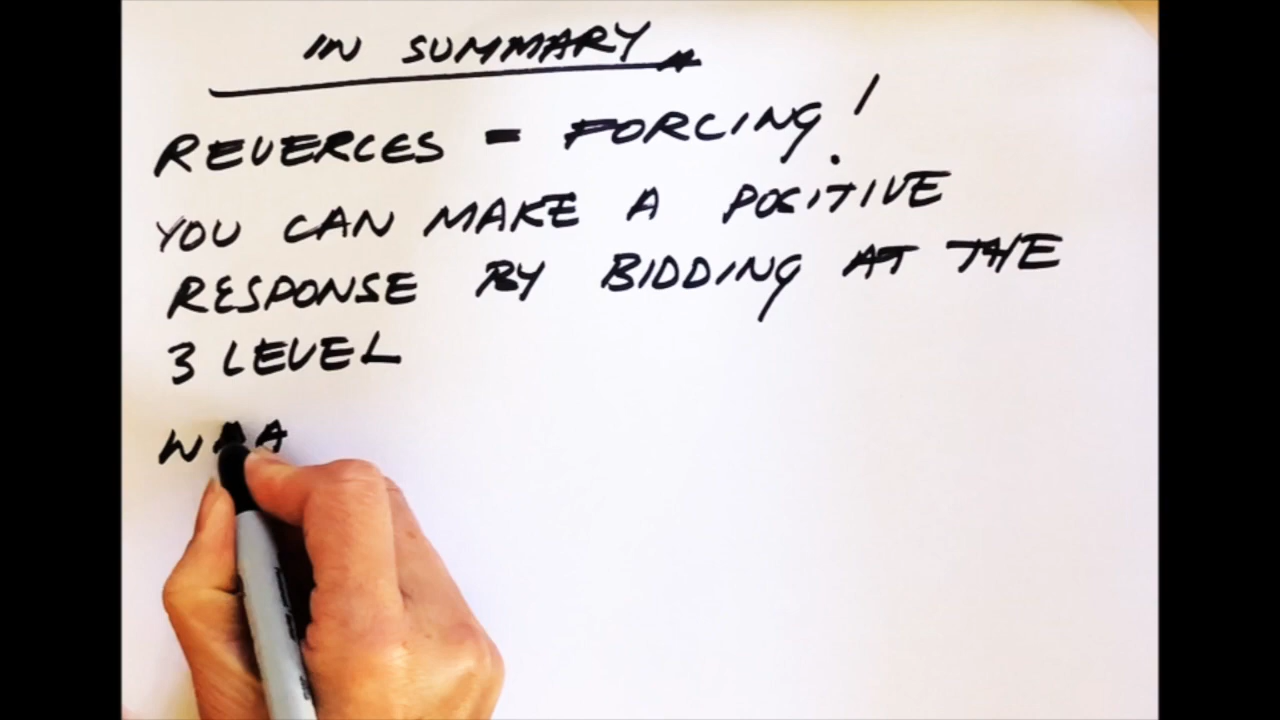 IN SUMMARY
REVERCES = FORCING!
YOU CAN MAKE A POSITIVE
RESPONSE BY BIDDING AT THE
3 LEVEL